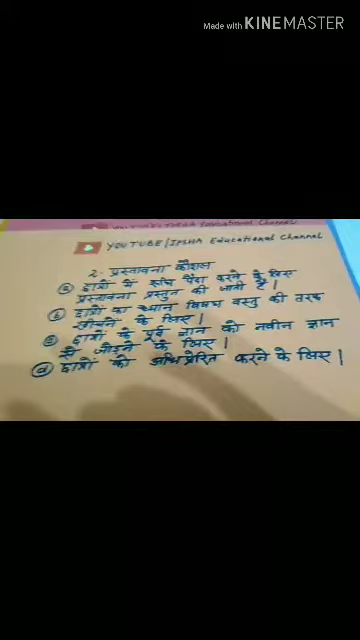 Made with KINEMASTER
YOUTUBE/IMHA Educational Channel
2. प्रस्तावना कौशल
ⓐ छात्रों में रूचि पैदा करने के लिए
प्रस्तावना प्रस्तुत की जाती है।
ⓑ छात्रों का ध्यान विषय वस्तु की तरफ
खींचने के लिए।
ⓒ छात्रों के पूर्व ज्ञान को नवीन ज्ञान
से जोड़ने के लिए।
ⓓ छात्रों को अभिप्रेरित करने के लिए।